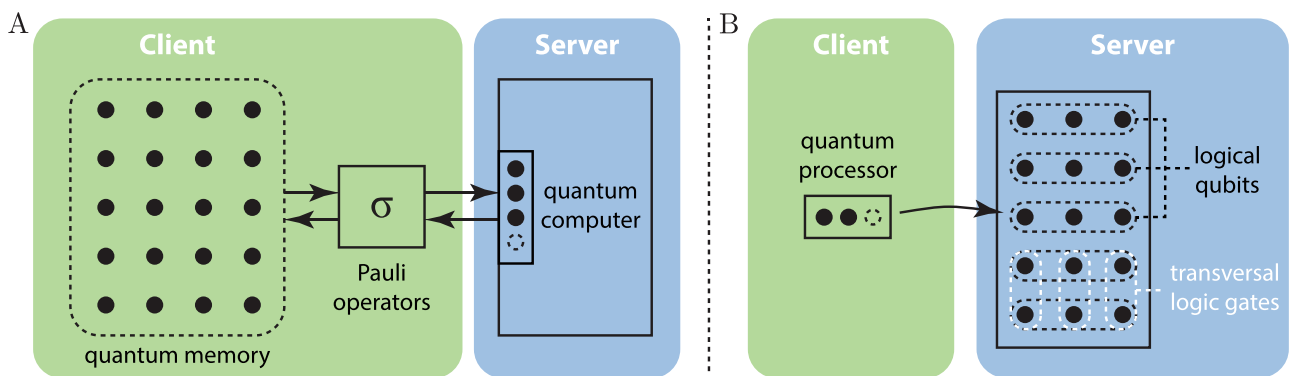 A
Client
Server
σ
quantum
computer
Pauli
operators
quantum memory
B
Client
Server
quantum
processor
logical
qubits
transversal
logic gates